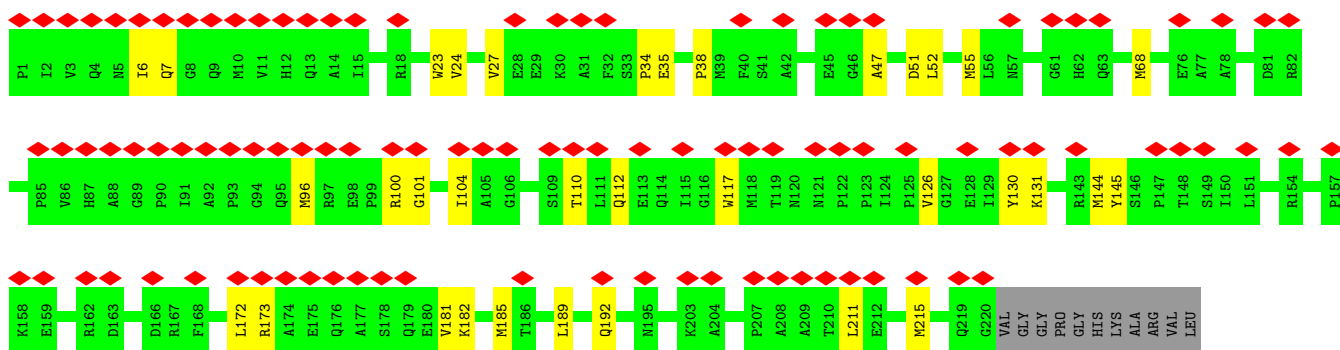 P1 I2 V3 Q4 N5 I6 Q7 G8 Q9 M10 V11 H12 Q13 A14 I15 R18 W23 V24 V27 E28 E29 K30 A31 F32 S33 P34 E35 P38 M39 F40 S41 A42 E45 G46 A47 D51 L52 M55 L56 N57 G61 H62 Q63 M68 E76 A77 A78 D81 R82
P85 V86 H87 A88 G89 P90 I91 A92 P93 G94 Q95 M96 R97 E98 P99 R100 G101 I104 A105 G106 S109 T110 L111 Q112 E113 Q114 I115 G116 W117 M118 T119 N120 N121 P122 P123 I124 P125 V126 G127 E128 I129 Y130 K131 R143 M144 Y145 S146 P147 T148 S149 I150 L151 R154 P157
K158 E159 R162 D163 D166 R167 F168 L172 R173 A174 E175 Q176 A177 S178 Q179 E180 V181 K182 M185 T186 L189 Q192 N195 K203 A204 P207 A208 A209 T210 L211 E212 M215 Q219 G220 VAL GLY GLY PRO GLY HIS LYS ALA ARG VAL LEU